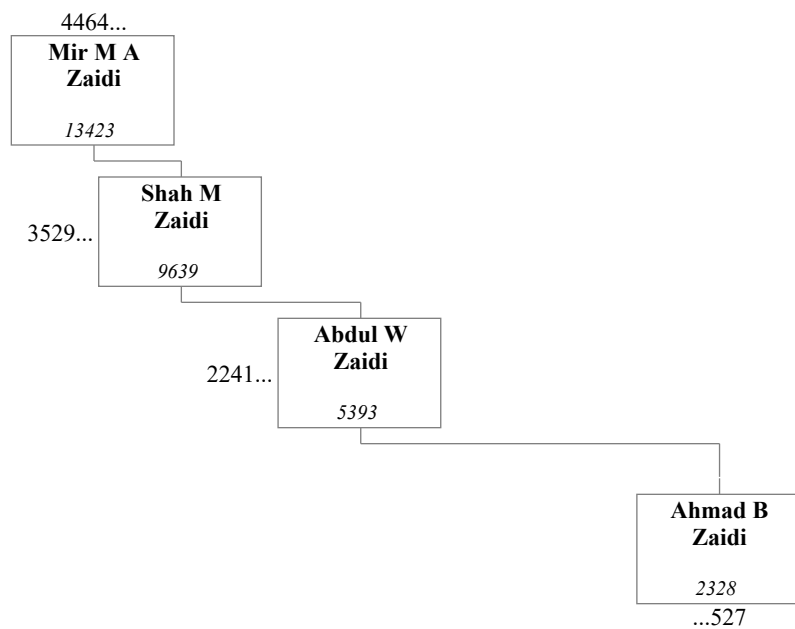 4464...
Mir M A
Zaidi
13423
Shah M
Zaidi
3529...
9639
Abdul W
Zaidi
2241...
5393
Ahmad B
Zaidi
2328
...527